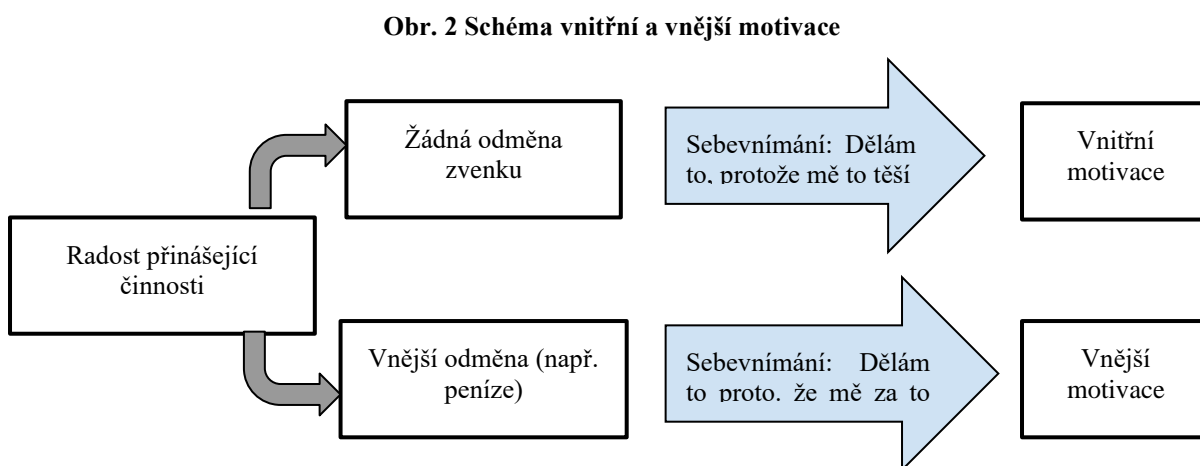 Obr. 2 Schéma vnitřní a vnější motivace
Žádná odměna
zvenku
Sebevnímání: Dělám
to, protože mě to těší
Vnitřní
motivace
Radost přinášející
činnosti
Vnější odměna (např.
peníze)
Sebevnímání: Dělám
to proto, že mě za to
Vnější
motivace